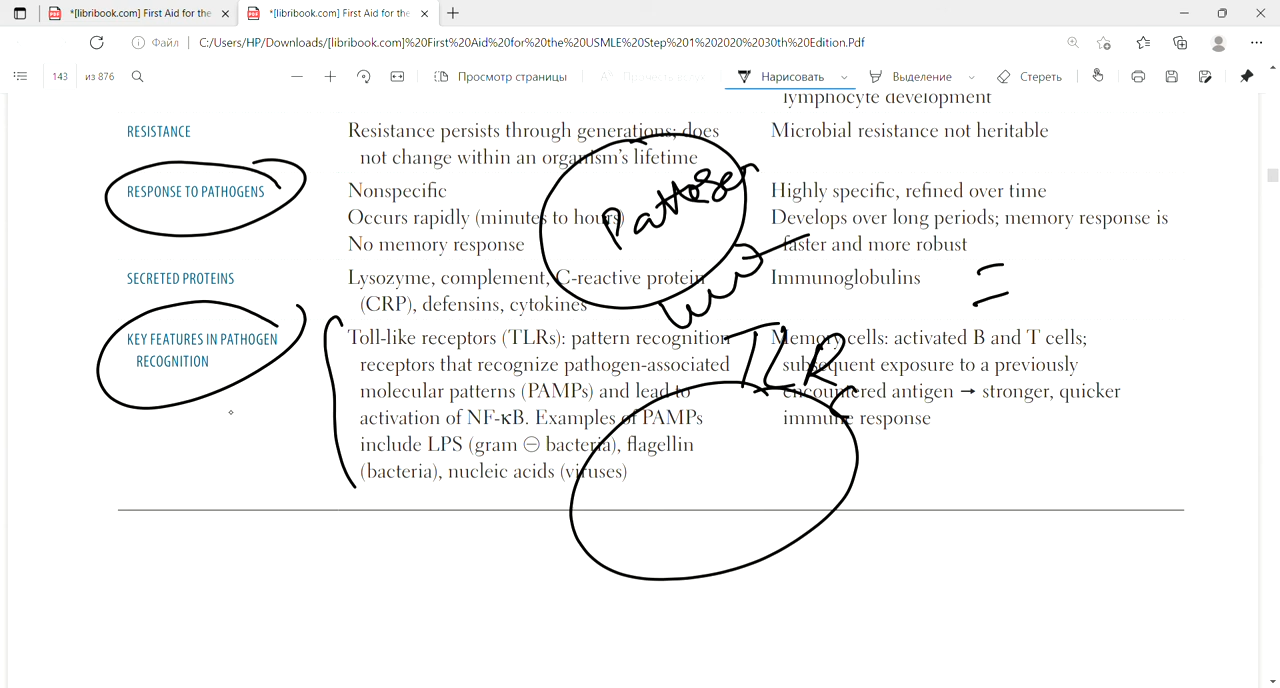 *[libribook.com] First Aid for the
*[libribook.com] First Aid for the
Файл
C:/Users/HP/Downloads/[libribook.com]%20First%20Aid%20for%20the%20USMLE%20Step%201%202020%2030th%20Edition.Pdf
143 из 876
Просмотр страницы
Прочесть вслух
Нарисовать
Выделение
Стереть
lymphocyte development
RESISTANCE
Resistance persists through generations; does
not change within an organism's lifetime
Microbial resistance not heritable
RESPONSE TO PATHOGENS
Nonspecific
Occurs rapidly (minutes to hours)
No memory response
Highly specific, refined over time
Develops over long periods; memory response is
faster and more robust
SECRETED PROTEINS
Lysozyme, complement, C-reactive protein
(CRP), defensins, cytokines
Immunoglobulins
KEY FEATURES IN PATHOGEN
RECOGNITION
Toll-like receptors (TLRs): pattern recognition
receptors that recognize pathogen-associated
molecular patterns (PAMPs) and lead to
activation of NF-κB. Examples of PAMPs
include LPS (gram ⊖ bacteria), flagellin
(bacteria), nucleic acids (viruses)
Memory cells: activated B and T cells;
subsequent exposure to a previously
encountered antigen → stronger, quicker
immune response
TLR